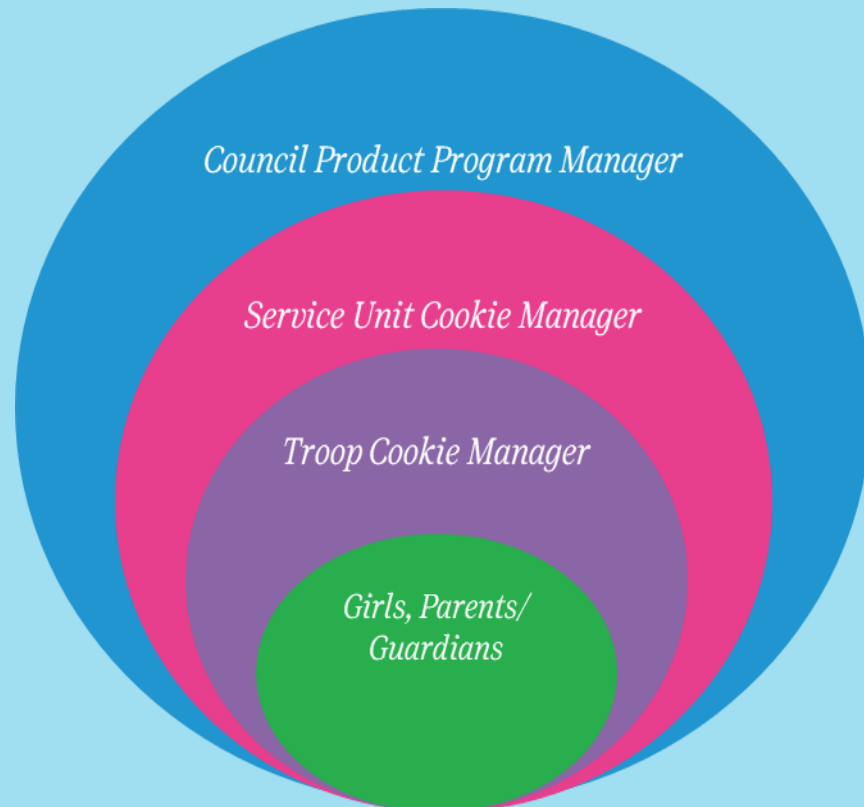 Council Product Program Manager
Service Unit Cookie Manager
Troop Cookie Manager
Girls, Parents/
Guardians